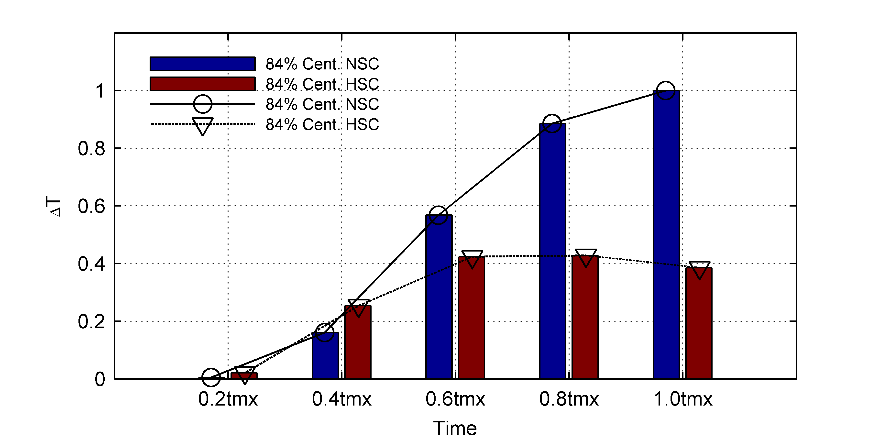 84% Cent. NSC
84% Cent. HSC
84% Cent. NSC
84% Cent. HSC
1
0.8
0.6
0.4
0.2
0
ΔT
0.2tmx 0.4tmx 0.6tmx 0.8tmx 1.0tmx
Time